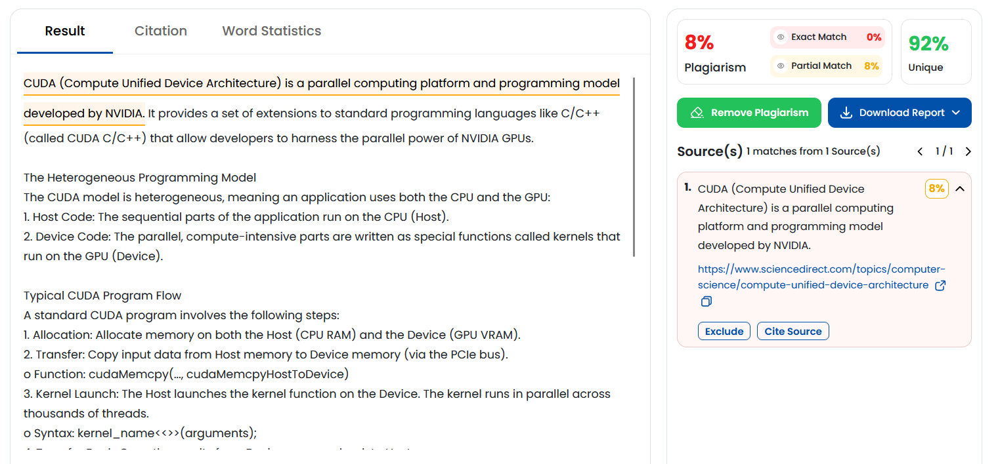 Result
Citation
Word Statistics
CUDA (Compute Unified Device Architecture) is a parallel computing platform and programming model
developed by NVIDIA. It provides a set of extensions to standard programming languages like C/C++
(called CUDA C/C++) that allow developers to harness the parallel power of NVIDIA GPUs.
The Heterogeneous Programming Model
The CUDA model is heterogeneous, meaning an application uses both the CPU and the GPU:
1. Host Code: The sequential parts of the application run on the CPU (Host).
2. Device Code: The parallel, compute-intensive parts are written as special functions called kernels that
run on the GPU (Device).
Typical CUDA Program Flow
A standard CUDA program involves the following steps:
1. Allocation: Allocate memory on both the Host (CPU RAM) and the Device (GPU VRAM).
2. Transfer: Copy input data from Host memory to Device memory (via the PCIe bus).
o Function: cudaMemcpy(..., cudaMemcpyHostToDevice)
3. Kernel Launch: The Host launches the kernel function on the Device. The kernel runs in parallel across
thousands of threads.
o Syntax: kernel_name<<>>(arguments);
8%
Plagiarism
Exact Match 0%
Partial Match 8%
92%
Unique
Remove Plagiarism
Download Report
Source(s) 1 matches from 1 Source(s)
1 / 1
1. CUDA (Compute Unified Device
Architecture) is a parallel computing
platform and programming model
developed by NVIDIA.
8%
https://www.sciencedirect.com/topics/computer-
science/compute-unified-device-architecture
Exclude
Cite Source